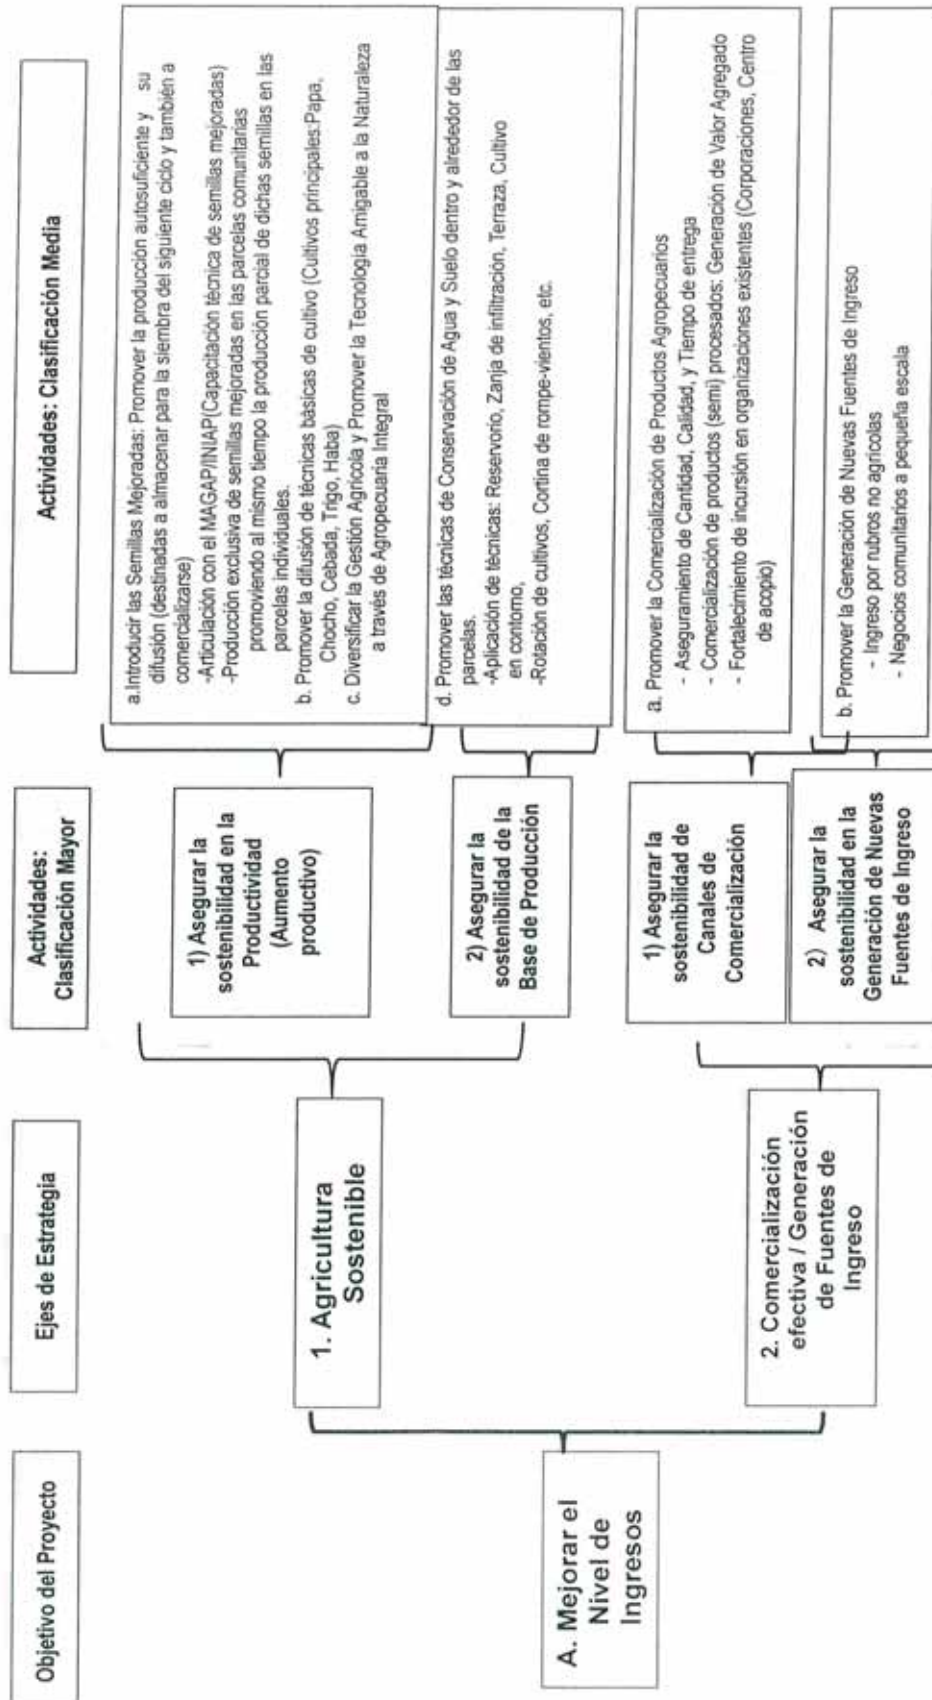 Objetivo del Proyecto
Ejes de Estrategia
Actividades:
Clasificación Mayor
Actividades: Clasificación Media
A. Mejorar el
Nivel de
Ingresos
1. Agricultura
Sostenible
1) Asegurar la
sostenibilidad en la
Productividad
(Aumento
productivo)
a.Introducir las Semillas Mejoradas: Promover la producción autosuficiente y su
difusión (destinadas a almacenar para la siembra del siguiente ciclo y también a
comercializarse)
-Articulación con el MAGAP/INIAP(Capacitación técnica de semillas mejoradas)
-Producción exclusiva de semillas mejoradas en las parcelas comunitarias
promoviendo al mismo tiempo la producción parcial de dichas semillas en las
parcelas individuales.
b. Promover la difusión de técnicas básicas de cultivo (Cultivos principales:Papa,
Chocho, Cebada, Trigo, Haba)
c. Diversificar la Gestión Agrícola y Promover la Tecnología Amigable a la Naturaleza
a través de Agropecuaria Integral
2) Asegurar la
sostenibilidad de la
Base de Producción
d. Promover las técnicas de Conservación de Agua y Suelo dentro y alrededor de las
parcelas.
-Aplicación de técnicas: Reservorio, Zanja de infiltración, Terraza, Cultivo
en contorno,
-Rotación de cultivos, Cortina de rompe-vientos, etc.
2. Comercialización
efectiva / Generación
de Fuentes de
Ingreso
1) Asegurar la
sostenibilidad de
Canales de
Comercialización
a. Promover la Comercialización de Productos Agropecuarios
- Aseguramiento de Cantidad, Calidad, y Tiempo de entrega
- Comercialización de productos (semi) procesados: Generación de Valor Agregado
- Fortalecimiento de incursión en organizaciones existentes (Corporaciones, Centro
de acopio)
2) Asegurar la
sostenibilidad en la
Generación de Nuevas
Fuentes de Ingreso
b. Promover la Generación de Nuevas Fuentes de Ingreso
- Ingreso por rubros no agrícolas
- Negocios comunitarios a pequeña escala